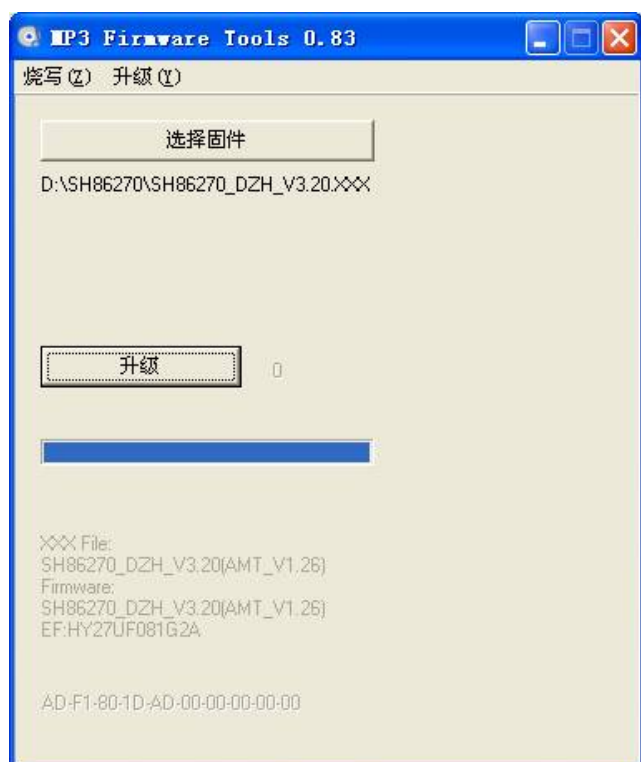 MP3 Firmware Tools 0.83
烧写(Z) 升级(Y)
选择固件
D:\SH86270\SH86270_DZH_V3.20.XXX
升级 0
XXX File:
SH86270_DZH_V3.20(AMT_V1.26)
Firmware:
SH86270_DZH_V3.20(AMT_V1.26)
EF:HY27UF081G2A
AD-F1-80-1D-AD-00-00-00-00-00